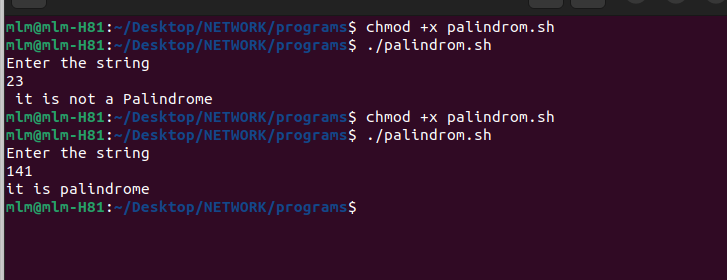 mlm@mlm-H81:~/Desktop/NETWORK/programs$ chmod +x palindrom.sh
mlm@mlm-H81:~/Desktop/NETWORK/programs$ ./palindrom.sh
Enter the string
23
 it is not a Palindrome
mlm@mlm-H81:~/Desktop/NETWORK/programs$ chmod +x palindrom.sh
mlm@mlm-H81:~/Desktop/NETWORK/programs$ ./palindrom.sh
Enter the string
141
it is palindrome
mlm@mlm-H81:~/Desktop/NETWORK/programs$